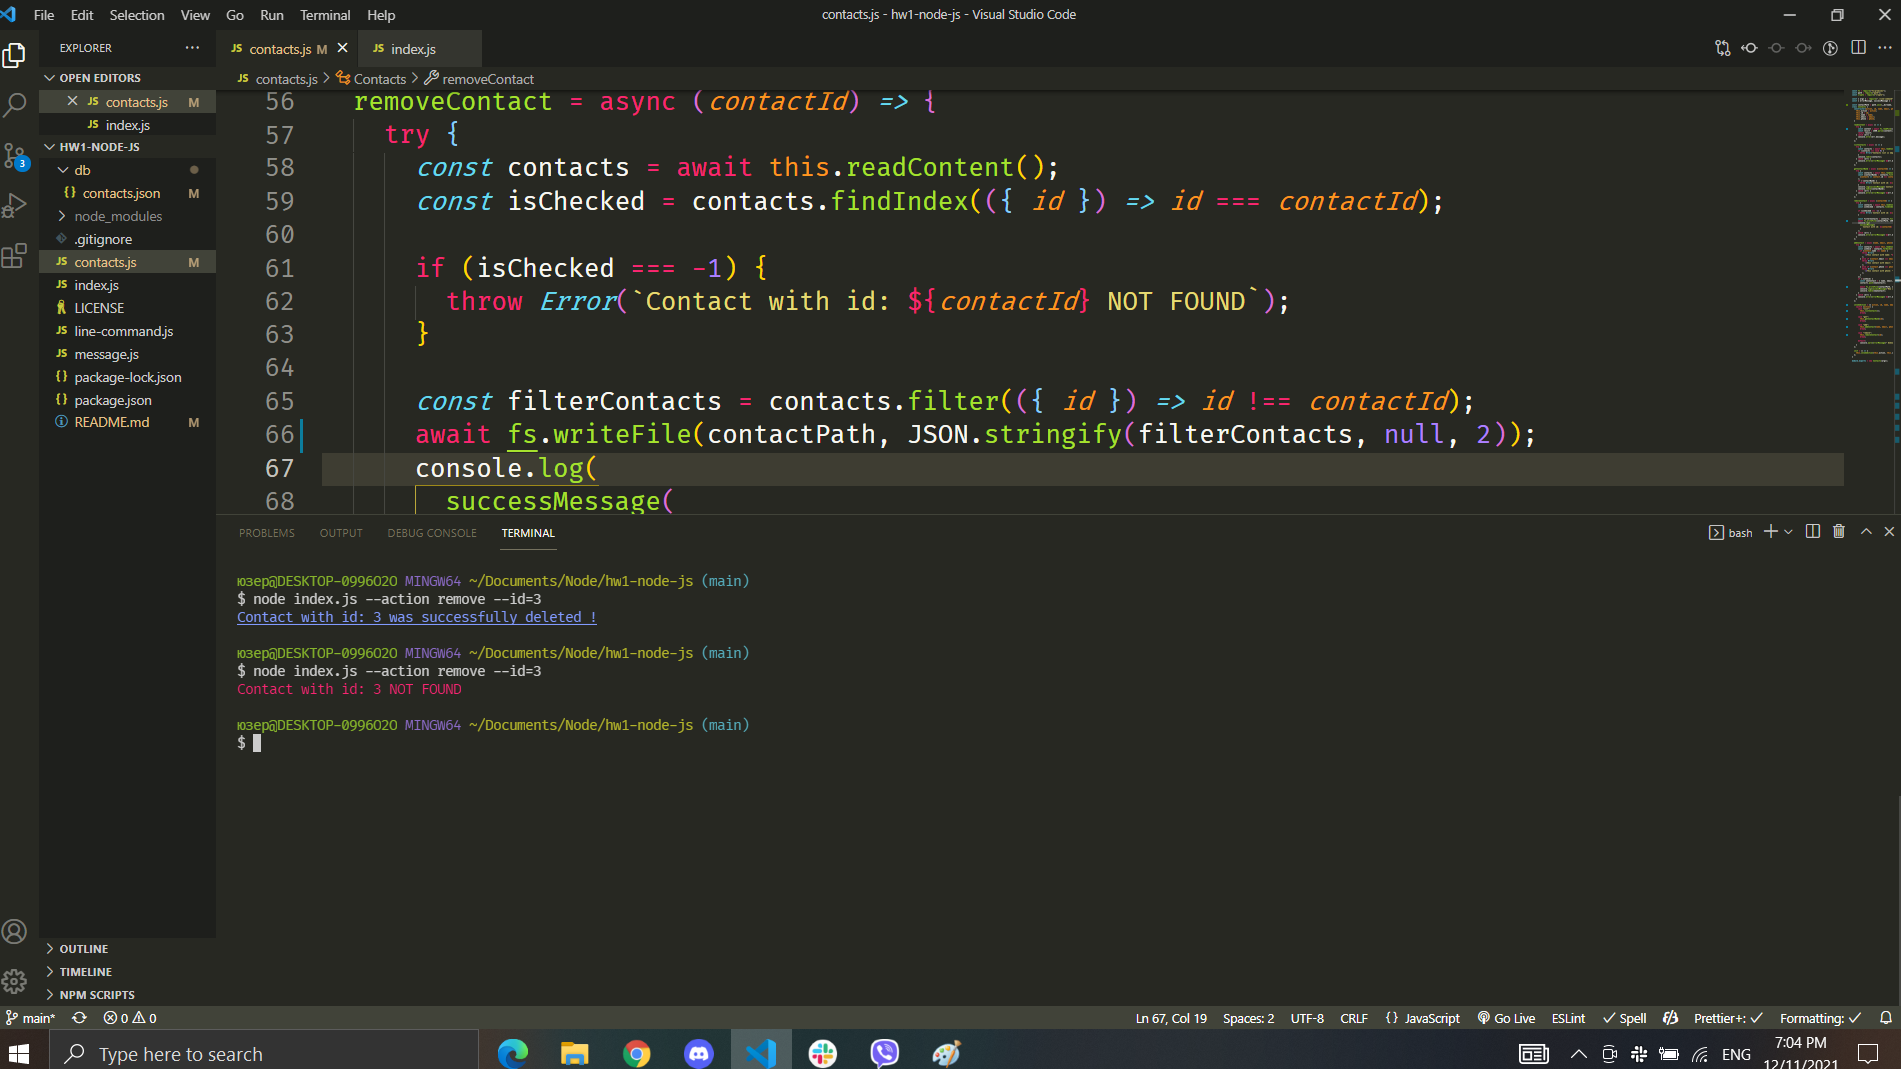 File Edit Selection View Go Run Terminal Help
contacts.js - hw1-node-js - Visual Studio Code
EXPLORER
JS contacts.js M
JS index.js
OPEN EDITORS
JS contacts.js > Contacts > removeContact
JS contacts.js M
JS index.js
HW1-NODE-JS
db
{} contacts.json M
node_modules
.gitignore
JS contacts.js M
JS index.js
LICENSE
JS line-command.js
JS message.js
{} package-lock.json
{} package.json
README.md M
3
OUTLINE
TIMELINE
NPM SCRIPTS
56 removeContact = async (contactId) => {
57 try {
58 const contacts = await this.readContent();
59 const isChecked = contacts.findIndex(({ id }) => id === contactId);
60
61 if (isChecked === -1) {
62 throw Error(`Contact with id: ${contactId} NOT FOUND`);
63 }
64
65 const filterContacts = contacts.filter(({ id }) => id !== contactId);
66 await fs.writeFile(contactPath, JSON.stringify(filterContacts, null, 2));
67 console.log(
68 successMessage(
PROBLEMS OUTPUT DEBUG CONSOLE TERMINAL
bash
юзер@DESKTOP-0996O2O MINGW64 ~/Documents/Node/hw1-node-js (main)
$ node index.js --action remove --id=3
Contact with id: 3 was successfully deleted !
юзер@DESKTOP-0996O2O MINGW64 ~/Documents/Node/hw1-node-js (main)
$ node index.js --action remove --id=3
Contact with id: 3 NOT FOUND
юзер@DESKTOP-0996O2O MINGW64 ~/Documents/Node/hw1-node-js (main)
$
main* 0 0
Ln 67, Col 19 Spaces: 2 UTF-8 CRLF {} JavaScript Go Live ESLint Spell Prettier+: Formatting:
Type here to search
ENG
7:04 PM
12/11/2021